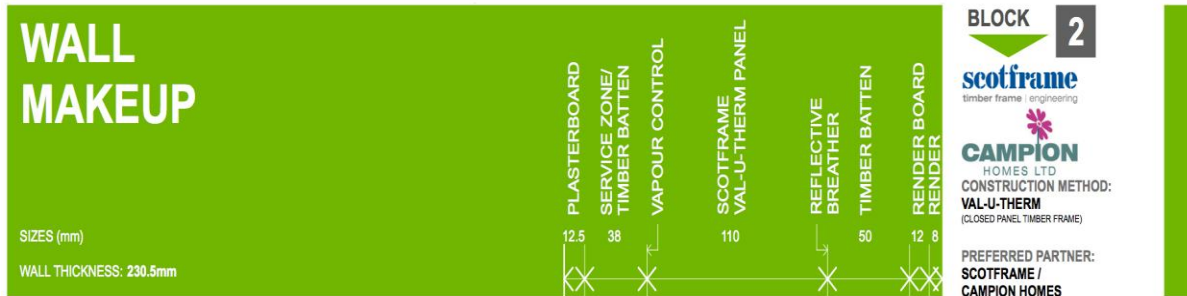 WALL
MAKEUP
PLASTERBOARD
SERVICE ZONE/
TIMBER BATTEN
VAPOUR CONTROL
SCOTFRAME
VAL-U-THERM PANEL
REFLECTIVE
BREATHER
TIMBER BATTEN
RENDER BOARD
RENDER
SIZES (mm)
12.5 38 110 50 12 8
WALL THICKNESS: 230.5mm
BLOCK 2
scotframe
timber frame | engineering
CAMPION
HOMES LTD
CONSTRUCTION METHOD:
VAL-U-THERM
(CLOSED PANEL TIMBER FRAME)
PREFERRED PARTNER:
SCOTFRAME /
CAMPION HOMES